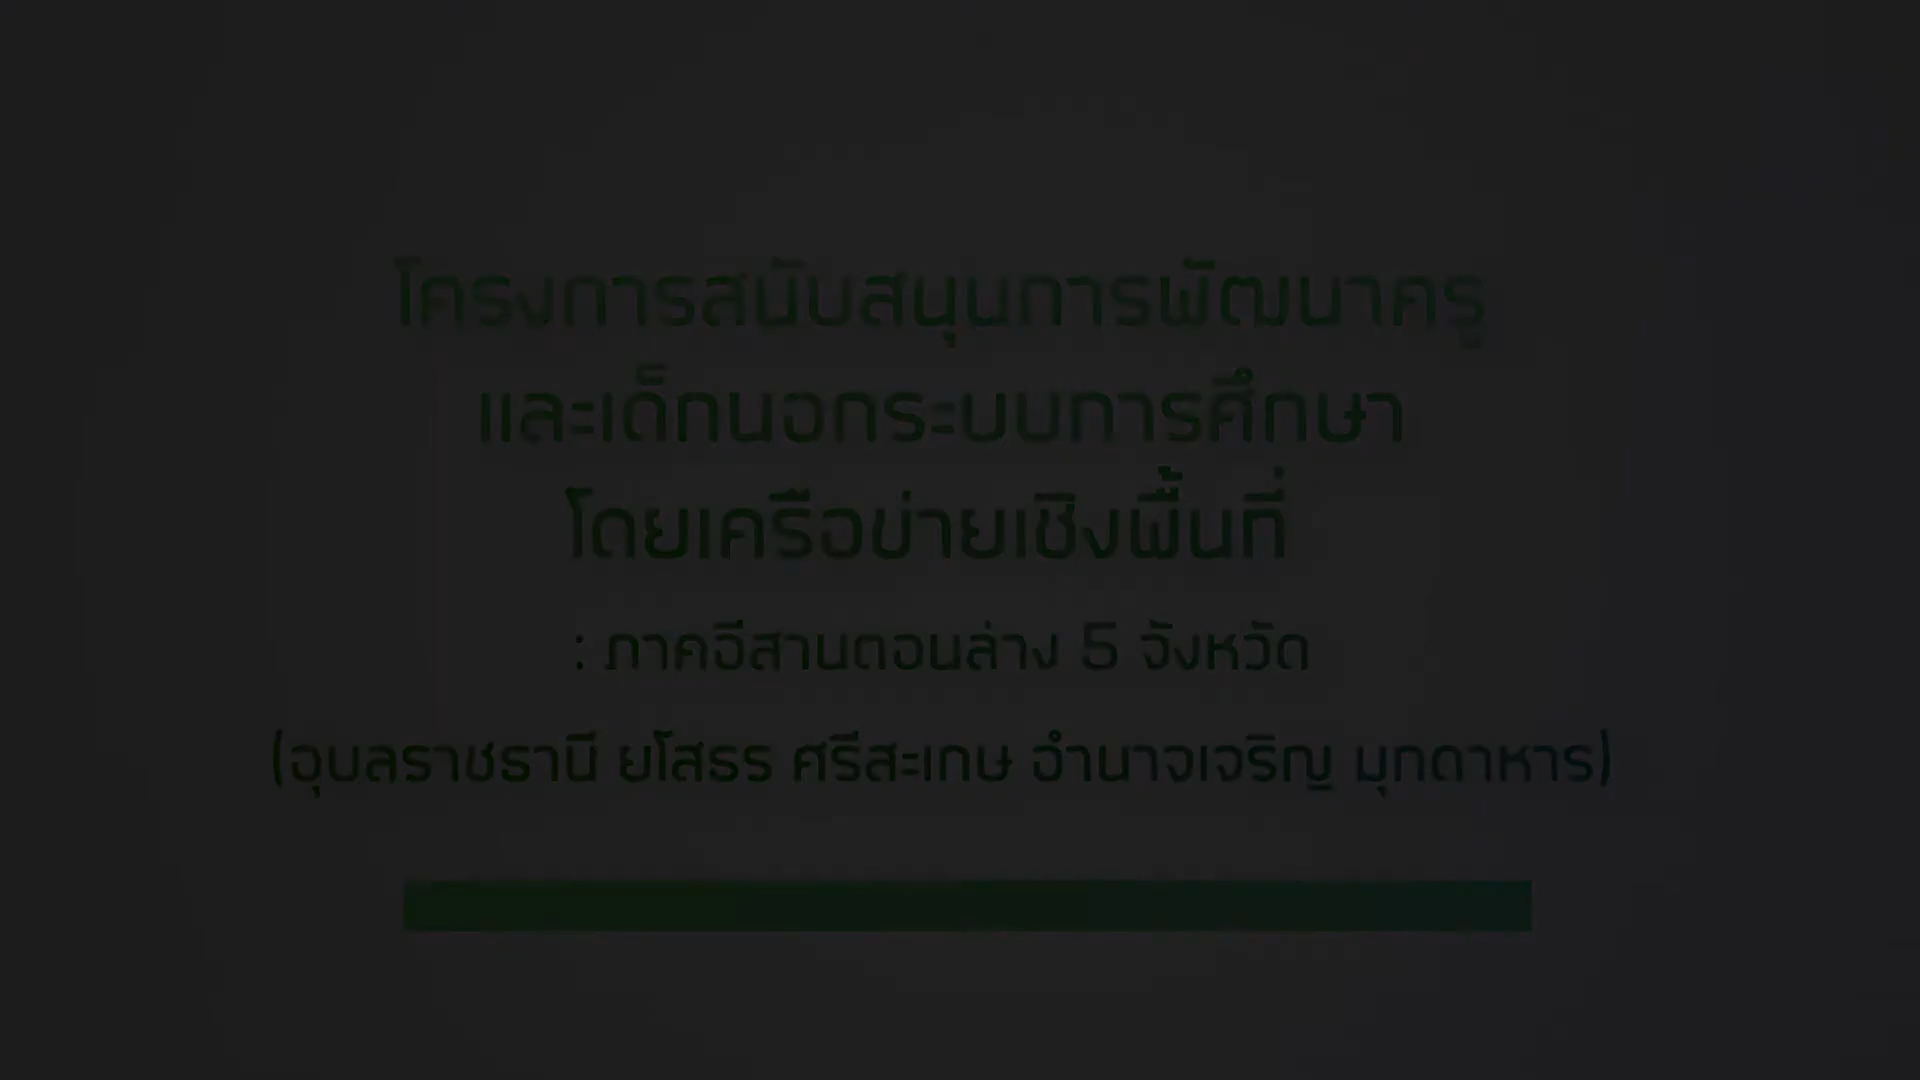 โครงการสนับสนุนการพัฒนาครู
และเด็กนอกระบบการศึกษา
โดยเครือข่ายเชิงพื้นที่
: ภาคอีสานตอนล่าง 5 จังหวัด
(อุบลราชธานี ยโสธร ศรีสะเกษ อำนาจเจริญ มุกดาหาร)